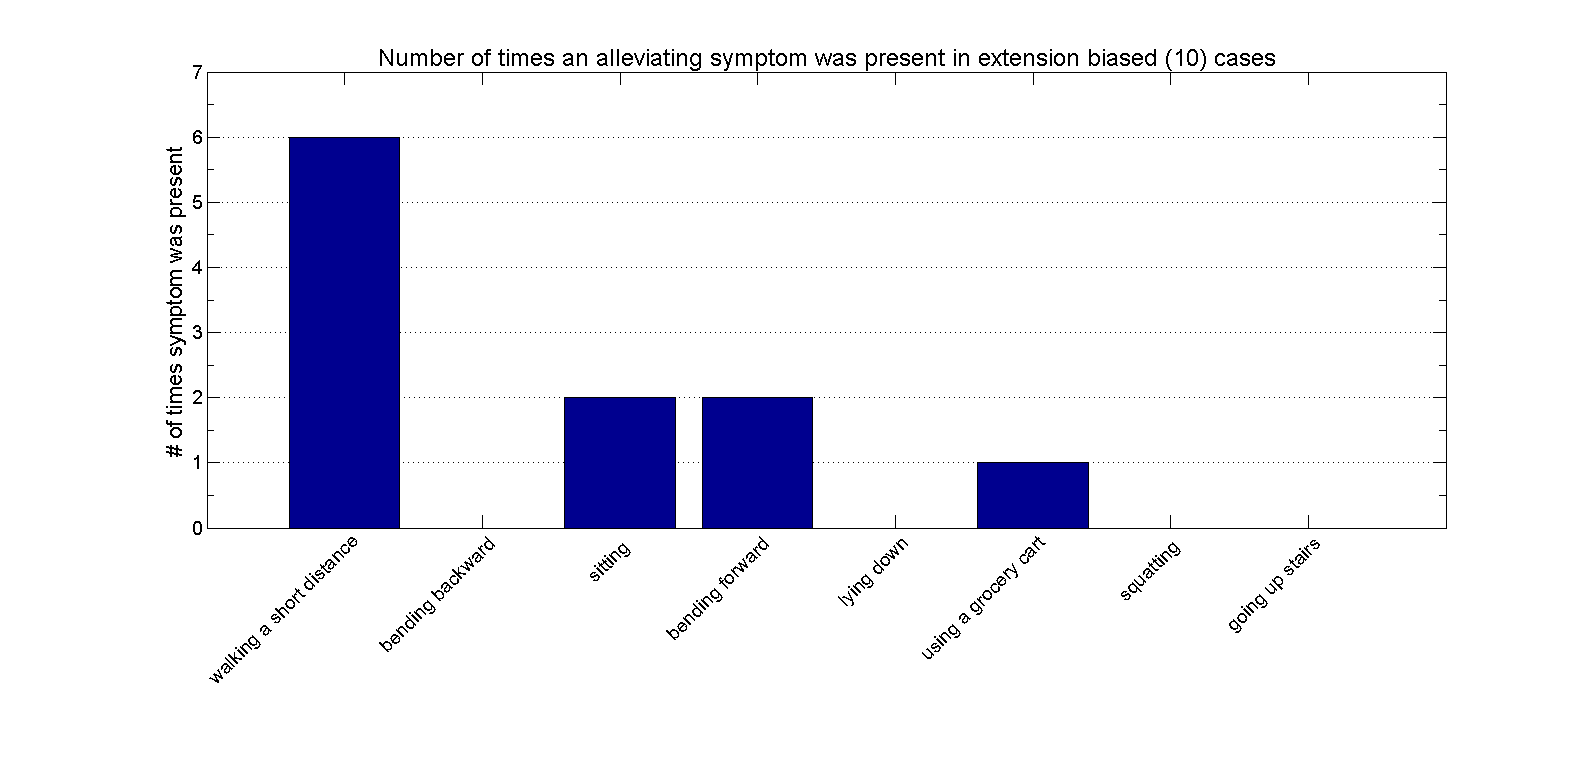 Number of times an alleviating symptom was present in extension biased (10) cases
# of times symptom was present
7
6
5
4
3
2
1
0
walking a short distance
bending backward
sitting
bending forward
lying down
using a grocery cart
squatting
going up stairs